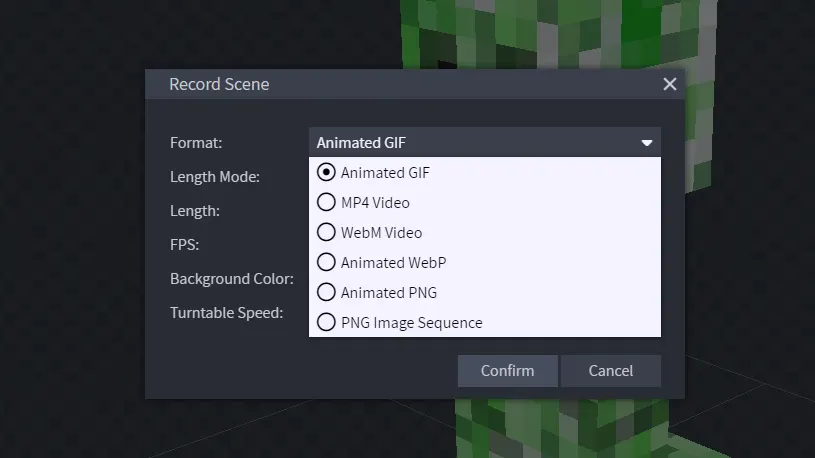 Record Scene
Format:
Animated GIF
Animated GIF
MP4 Video
WebM Video
Animated WebP
Animated PNG
PNG Image Sequence
Length Mode:
Length:
FPS:
Background Color:
Turntable Speed:
Confirm
Cancel